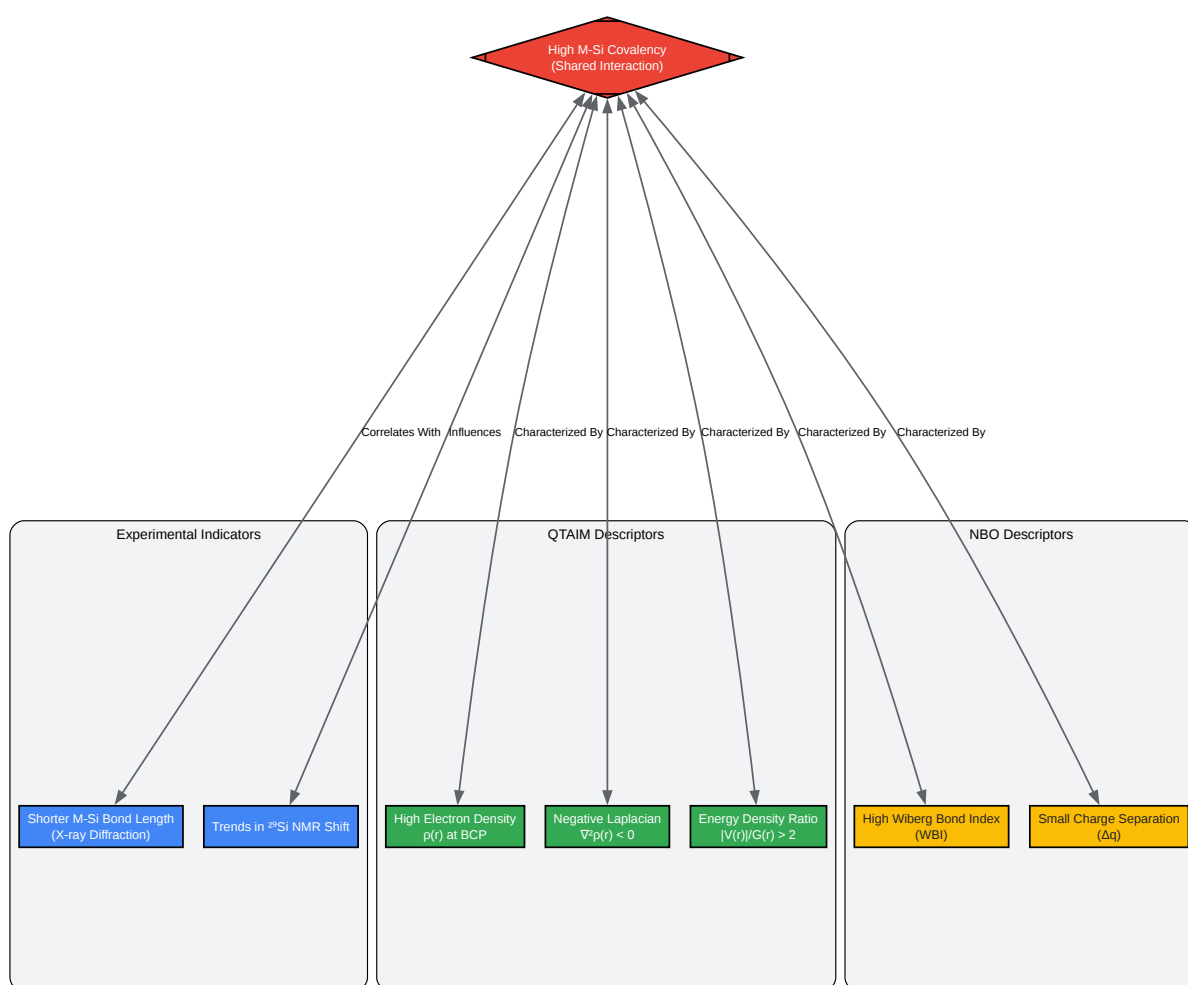 High M-Si Covalency
(Shared Interaction)
Correlates With
Influences
Characterized By
Characterized By
Characterized By
Characterized By
Characterized By
Experimental Indicators
QTAIM Descriptors
NBO Descriptors
Shorter M-Si Bond Length
(X-ray Diffraction)
Trends in ²⁹Si NMR Shift
High Electron Density
ρ(r) at BCP
Negative Laplacian
∇²ρ(r) < 0
Energy Density Ratio
|V(r)|/G(r) > 2
High Wiberg Bond Index
(WBI)
Small Charge Separation
(Δq)